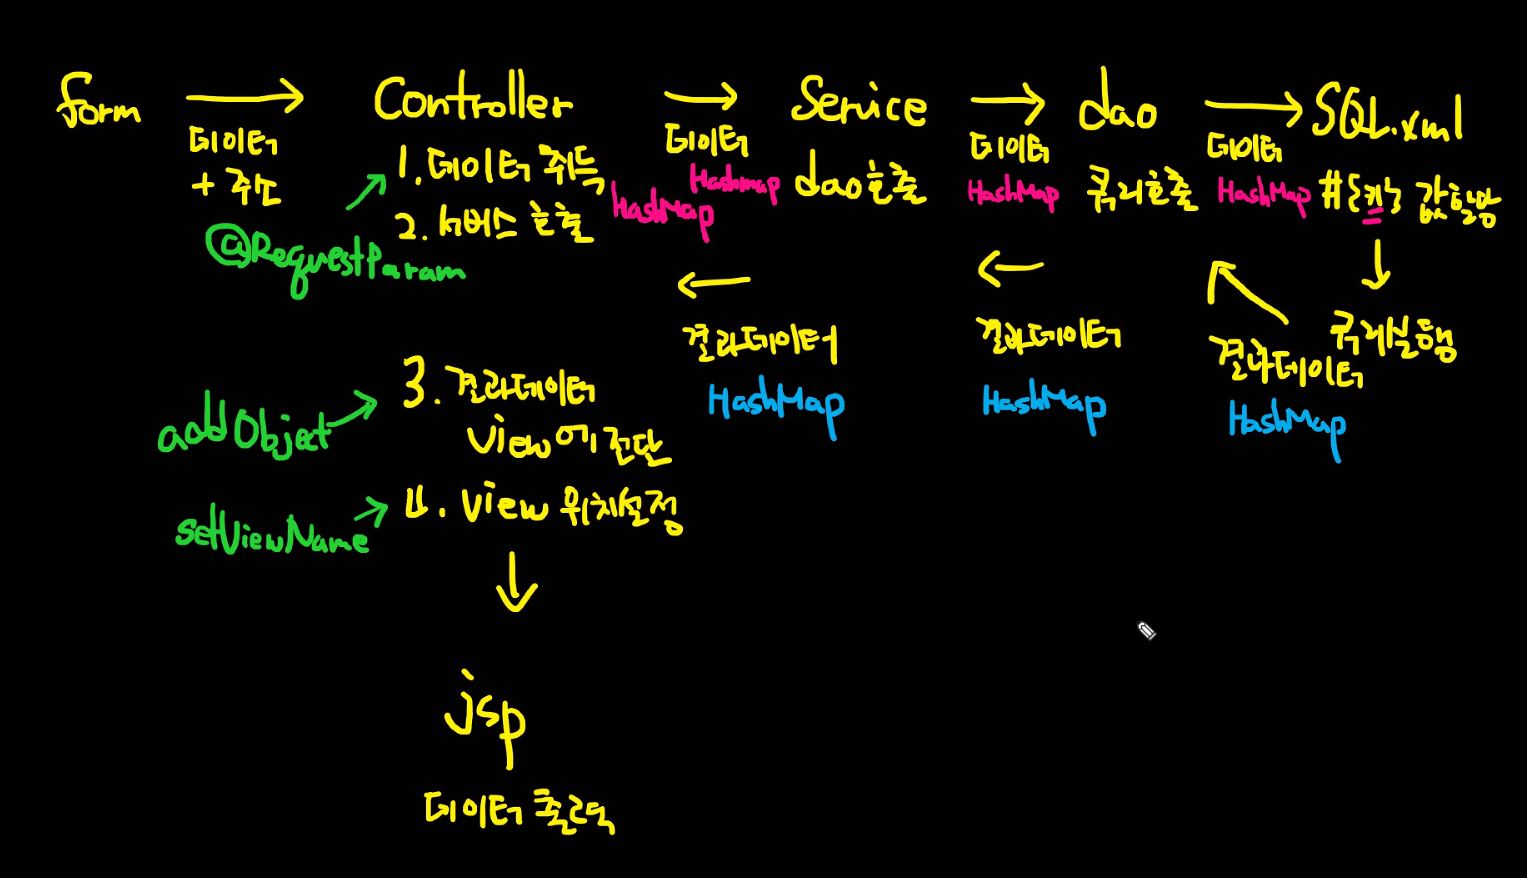 form
데이터
+ 주소
Controller
1. 데이터 취득
2. 서비스 호출
@RequestParam
데이터
HashMap
HashMap
Service
dao호출
데이터
HashMap
dao
쿼리호출
데이터
HashMap
SQL.xml
#{키} 값할당
쿼리실행
결과데이터
HashMap
결과데이터
HashMap
결과데이터
HashMap
3. 결과데이터
View에 전달
addObject
4. View 위치설정
setViewName
jsp
데이터 출력